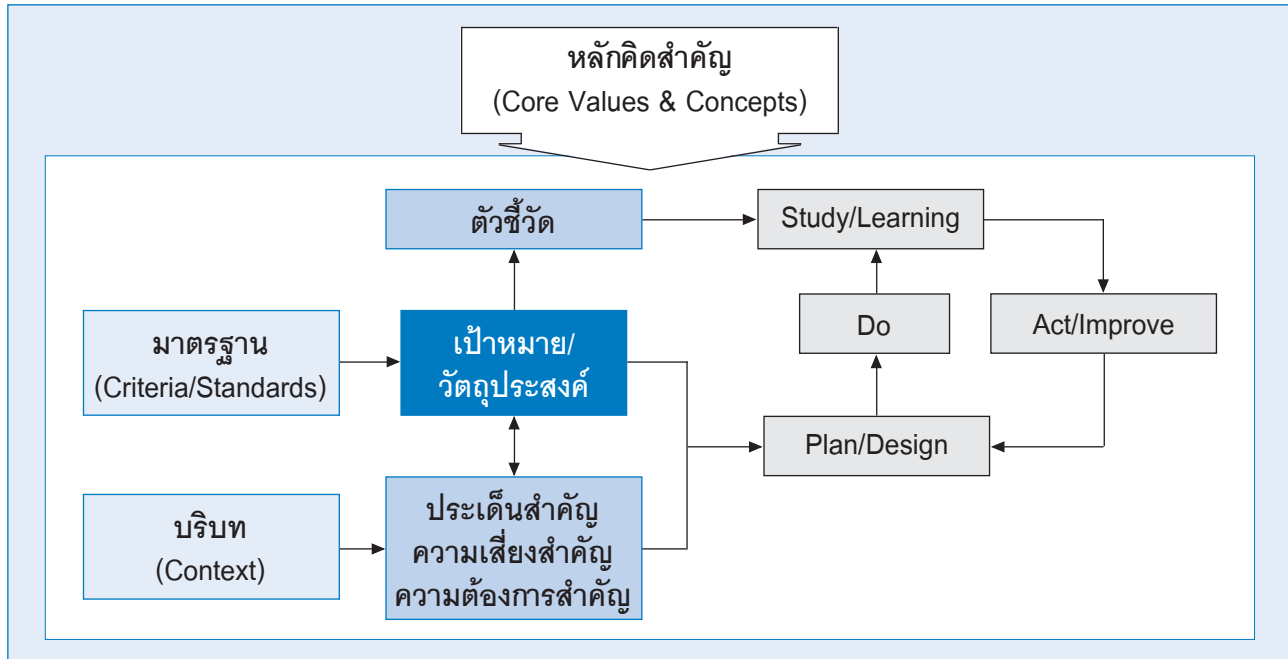 หลักคิดสำคัญ
(Core Values & Concepts)
ตัวชี้วัด
Study/Learning
มาตรฐาน
(Criteria/Standards)
เป้าหมาย/
วัตถุประสงค์
Do
Act/Improve
Plan/Design
บริบท
(Context)
ประเด็นสำคัญ
ความเสี่ยงสำคัญ
ความต้องการสำคัญ